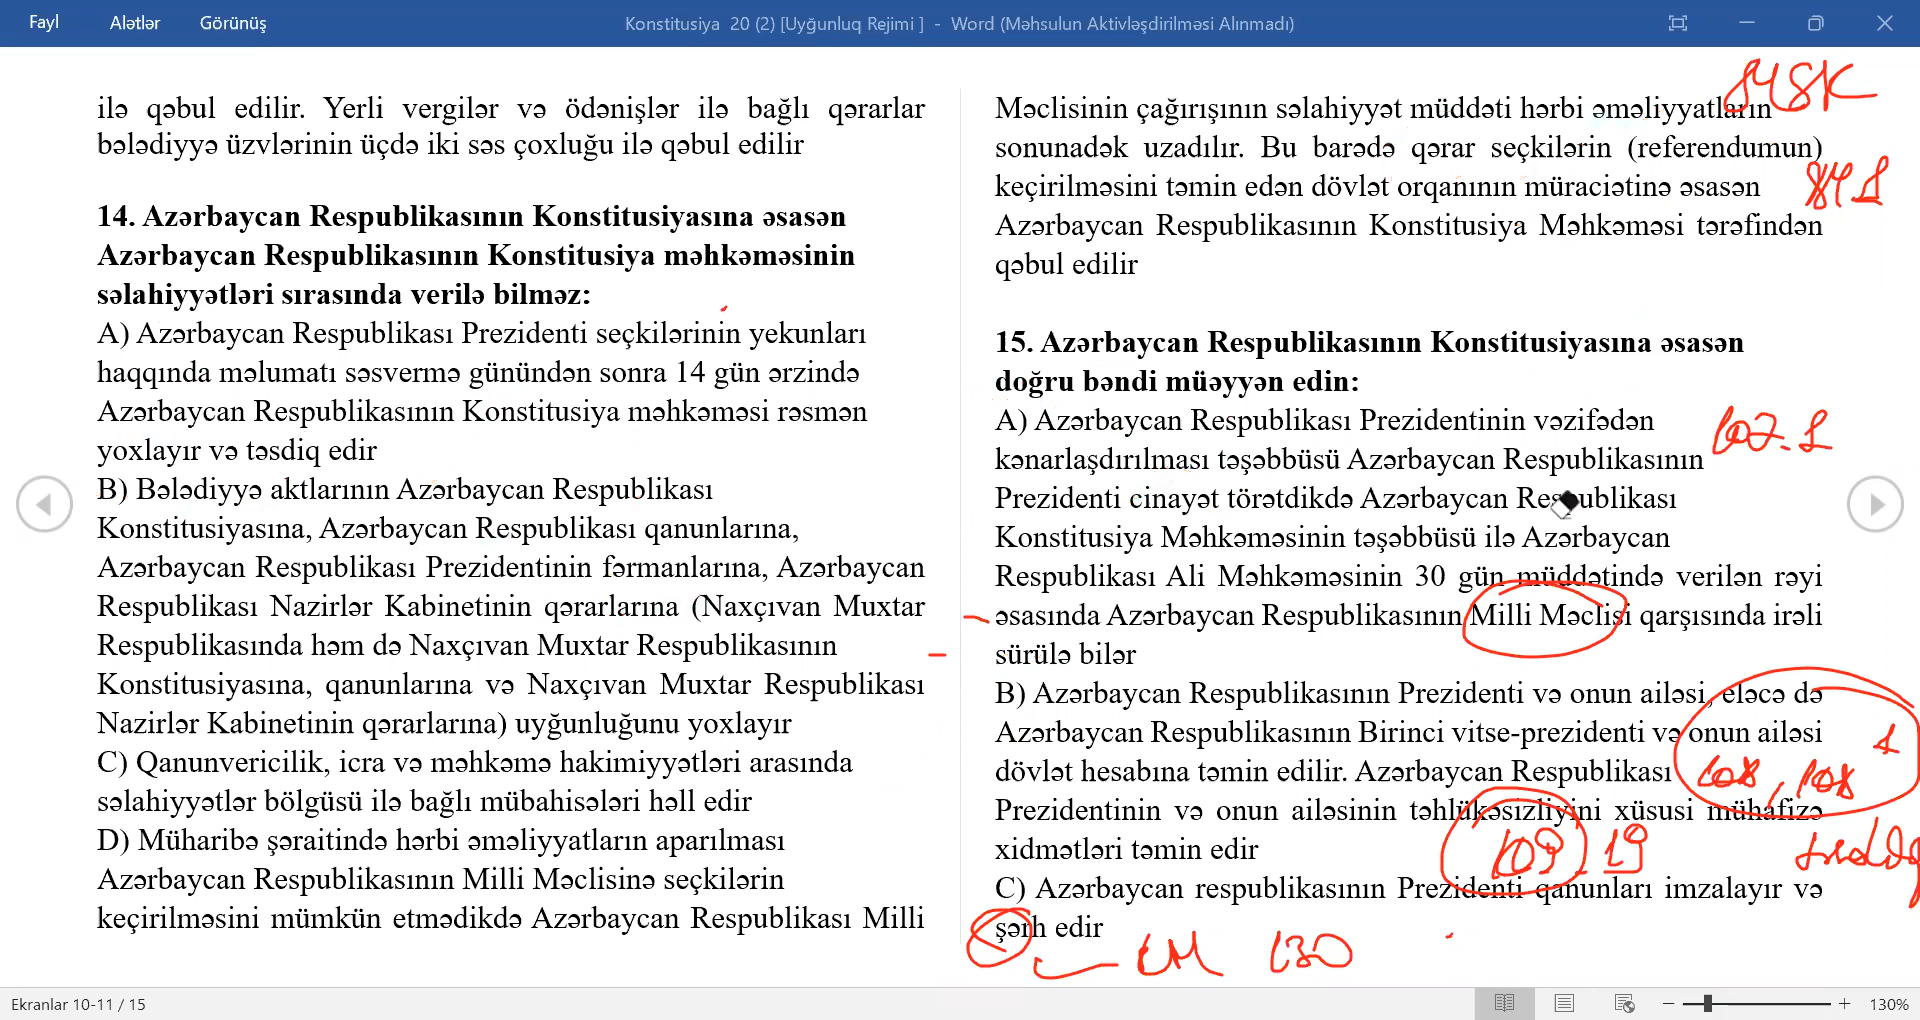 Fayl Alətlər Görünüş Konstitusiya 20 (2) [Uyğunluq Rejimi ] - Word (Məhsulun Aktivləşdirilməsi Alınmadı)
ilə qəbul edilir. Yerli vergilər və ödənişlər ilə bağlı qərarlar
bələdiyyə üzvlərinin üçdə iki səs çoxluğu ilə qəbul edilir
14. Azərbaycan Respublikasının Konstitusiyasına əsasən
Azərbaycan Respublikasının Konstitusiya məhkəməsinin
səlahiyyətləri sırasında verilə bilməz:
A) Azərbaycan Respublikası Prezidenti seçkilərinin yekunları
haqqında məlumatı səsvermə günündən sonra 14 gün ərzində
Azərbaycan Respublikasının Konstitusiya məhkəməsi rəsmən
yoxlayır və təsdiq edir
B) Bələdiyyə aktlarının Azərbaycan Respublikası
Konstitusiyasına, Azərbaycan Respublikası qanunlarına,
Azərbaycan Respublikası Prezidentinin fərmanlarına, Azərbaycan
Respublikası Nazirlər Kabinetinin qərarlarına (Naxçıvan Muxtar
Respublikasında həm də Naxçıvan Muxtar Respublikasının
Konstitusiyasına, qanunlarına və Naxçıvan Muxtar Respublikası
Nazirlər Kabinetinin qərarlarına) uyğunluğunu yoxlayır
C) Qanunvericilik, icra və məhkəmə hakimiyyətləri arasında
səlahiyyətlər bölgüsü ilə bağlı mübahisələri həll edir
D) Müharibə şəraitində hərbi əməliyyatların aparılması
Azərbaycan Respublikasının Milli Məclisinə seçkilərin
keçirilməsini mümkün etmədikdə Azərbaycan Respublikası Milli
MSK
Məclisinin çağırışının səlahiyyət müddəti hərbi əməliyyatların
sonunadək uzadılır. Bu barədə qərar seçkilərin (referendumun)
keçirilməsini təmin edən dövlət orqanının müraciətinə əsasən
Azərbaycan Respublikasının Konstitusiya Məhkəməsi tərəfindən
qəbul edilir
15. Azərbaycan Respublikasının Konstitusiyasına əsasən
doğru bəndi müəyyən edin:
A) Azərbaycan Respublikası Prezidentinin vəzifədən
kənarlaşdırılması təşəbbüsü Azərbaycan Respublikasının
Prezidenti cinayət törətdikdə Azərbaycan Respublikası
Konstitusiya Məhkəməsinin təşəbbüsü ilə Azərbaycan
Respublikası Ali Məhkəməsinin 30 gün müddətində verilən rəyi
əsasında Azərbaycan Respublikasının Milli Məclisi qarşısında irəli
sürülə bilər
B) Azərbaycan Respublikasının Prezidenti və onun ailəsi, eləcə də
Azərbaycan Respublikasının Birinci vitse-prezidenti və onun ailəsi
dövlət hesabına təmin edilir. Azərbaycan Respublikası 108, 108 1
Prezidentinin və onun ailəsinin təhlükəsizliyini xüsusi mühafizə
xidmətləri təmin edir 109. 19
C) Azərbaycan respublikasının Prezidenti qanunları imzalayır və
şərh edir
130
Ekranlar 10-11 / 15 130%